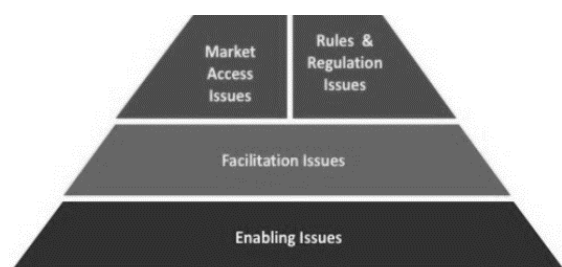 Market
Access
Issues
Rules & 
Regulation
Issues
Facilitation Issues
Enabling Issues